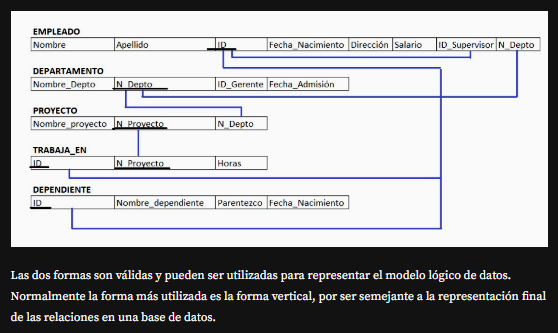 EMPLEADO
Nombre Apellido ID Fecha_Nacimiento Dirección Salario ID_Supervisor N_Depto
DEPARTAMENTO
Nombre_Depto N_Depto ID_Gerente Fecha_Admisión
PROYECTO
Nombre_proyecto N_Proyecto N_Depto
TRABAJA_EN
ID N_Proyecto Horas
DEPENDIENTE
ID Nombre_dependiente Parentezco Fecha_Nacimiento
Las dos formas son válidas y pueden ser utilizadas para representar el modelo lógico de datos.
Normalmente la forma más utilizada es la forma vertical, por ser semejante a la representación final
de las relaciones en una base de datos.